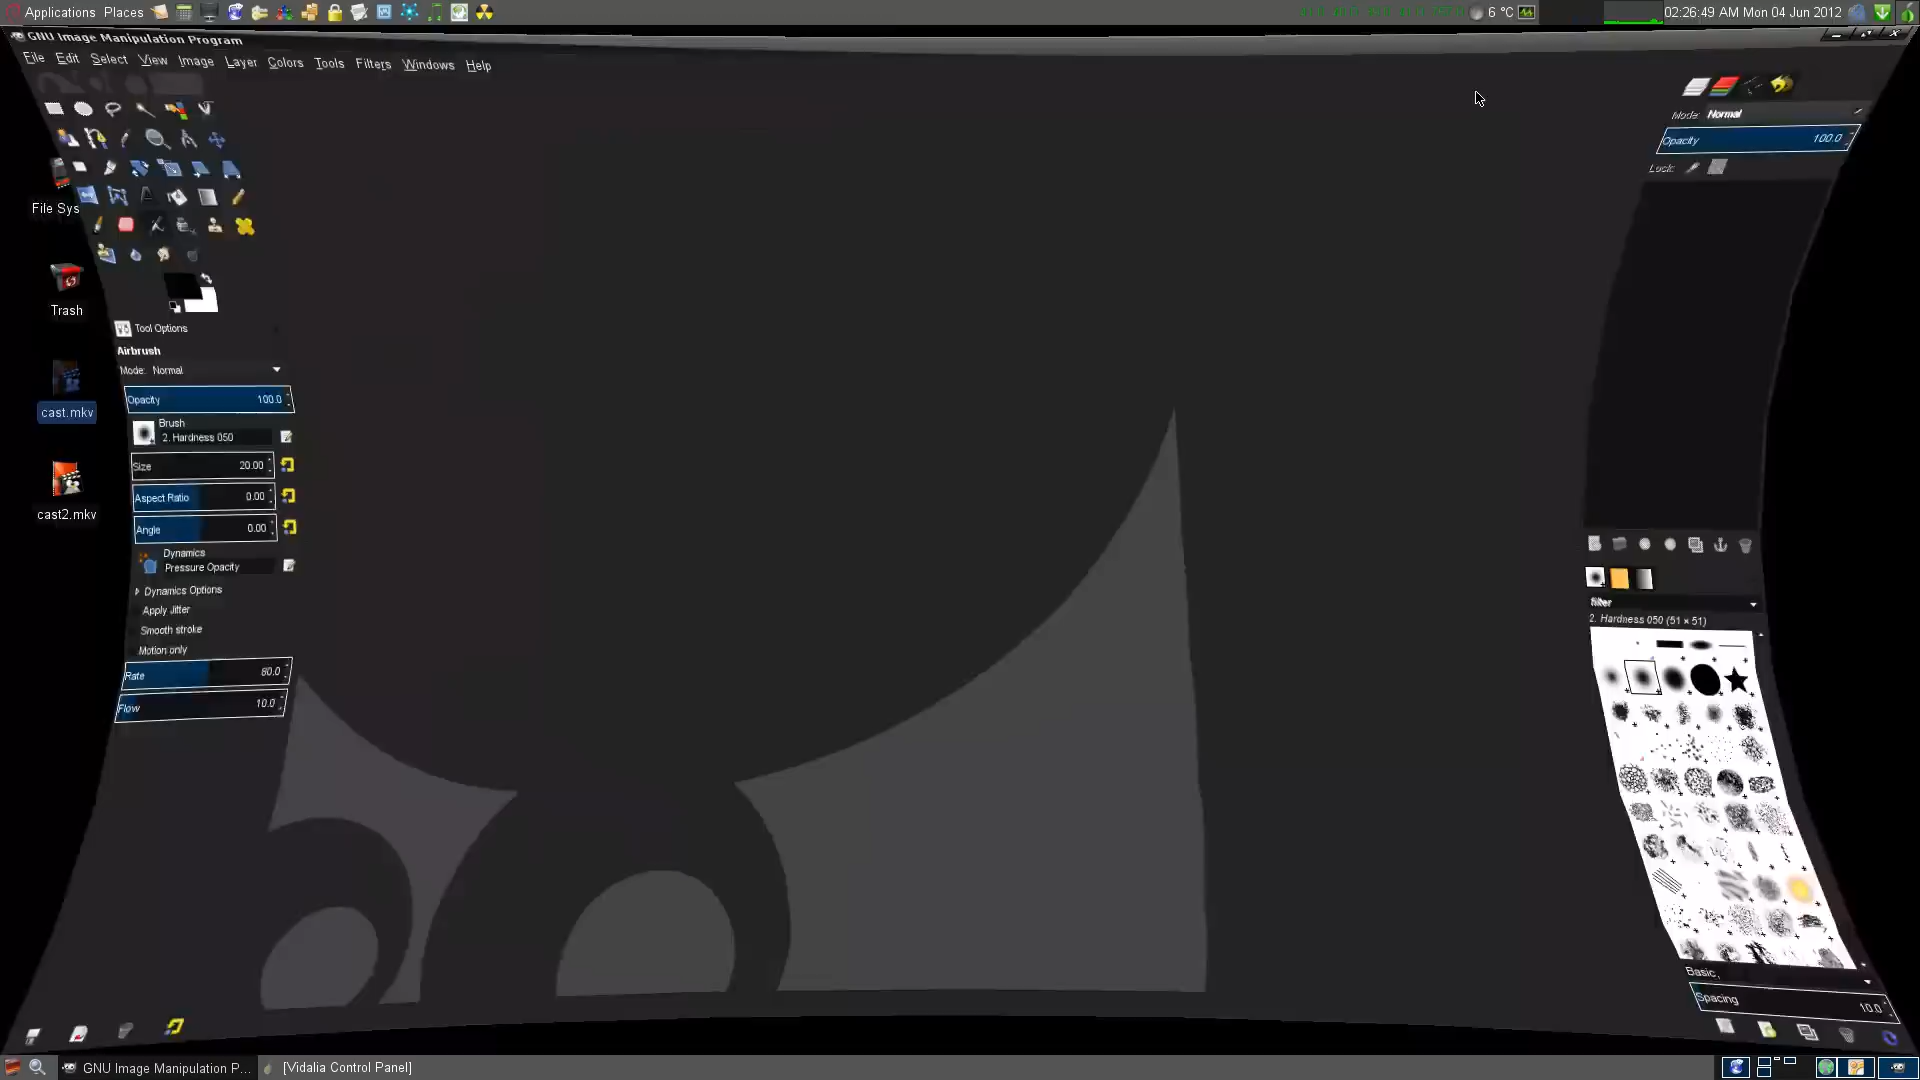 Applications Places
6 °C
02:26:49 AM Mon 04 Jun 2012
GNU Image Manipulation Program
File Edit Select View Image Layer Colors Tools Filters Windows Help
Mode: Normal
Opacity 100.0
Lock:
File Sys
Trash
cast.mkv
cast2.mkv
Tool Options
Airbrush
Mode: Normal
Opacity 100.0
Brush
2. Hardness 050
Size 20.00
Aspect Ratio 0.00
Angle 0.00
Dynamics
Pressure Opacity
Dynamics Options
Apply Jitter
Smooth stroke
Motion only
Rate 80.0
Flow 10.0
filter
2. Hardness 050 (51 × 51)
Basic,
Spacing 10.0
GNU Image Manipulation P...
[Vidalia Control Panel]